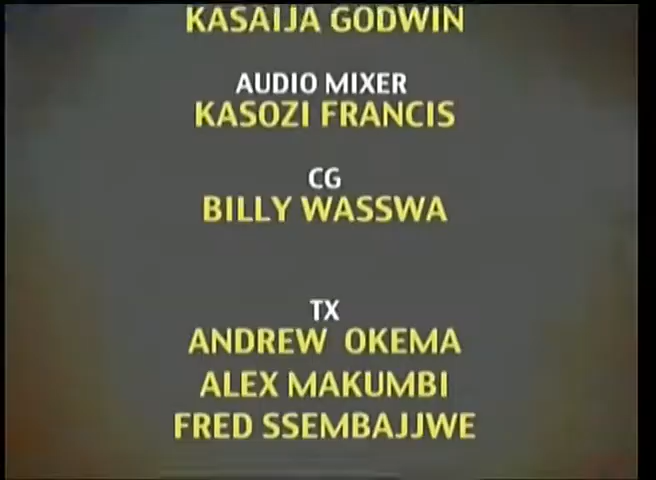 KASAIJA GODWIN
AUDIO MIXER
KASOZI FRANCIS
CG
BILLY WASSWA
TX
ANDREW OKEMA
ALEX MAKUMBI
FRED SSEMBAJJWE